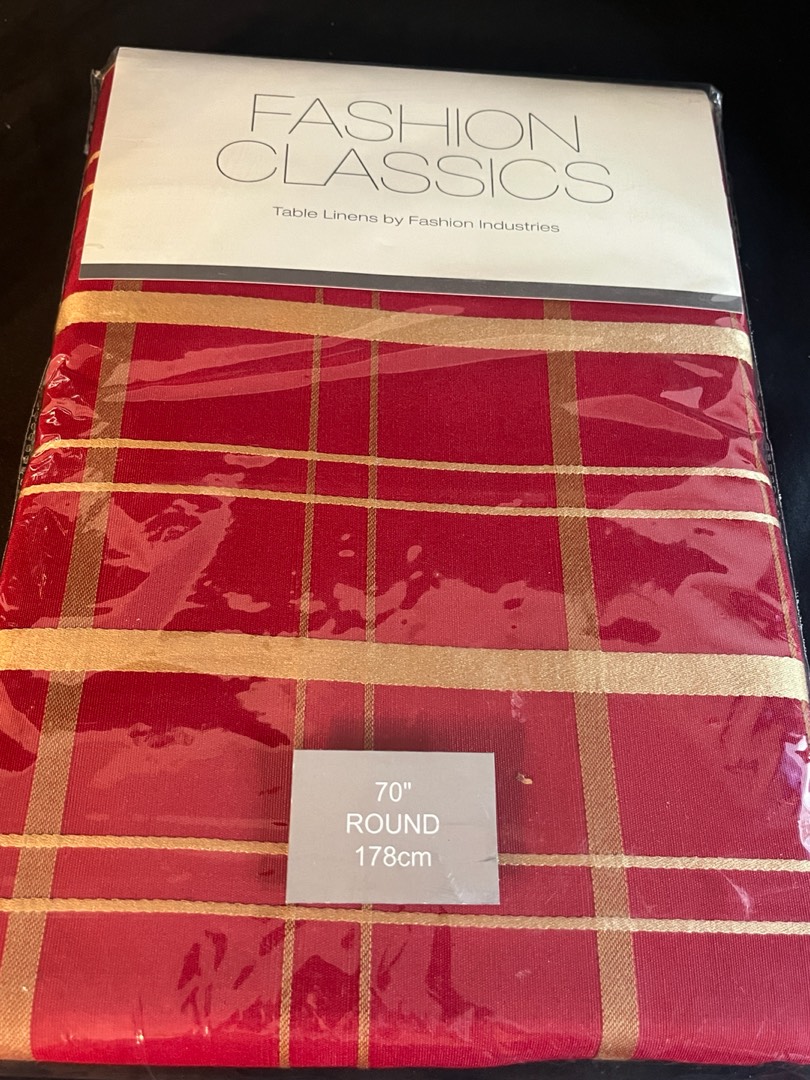 FASHION
CLASSICS
Table Linens by Fashion Industries
70"
ROUND
178cm